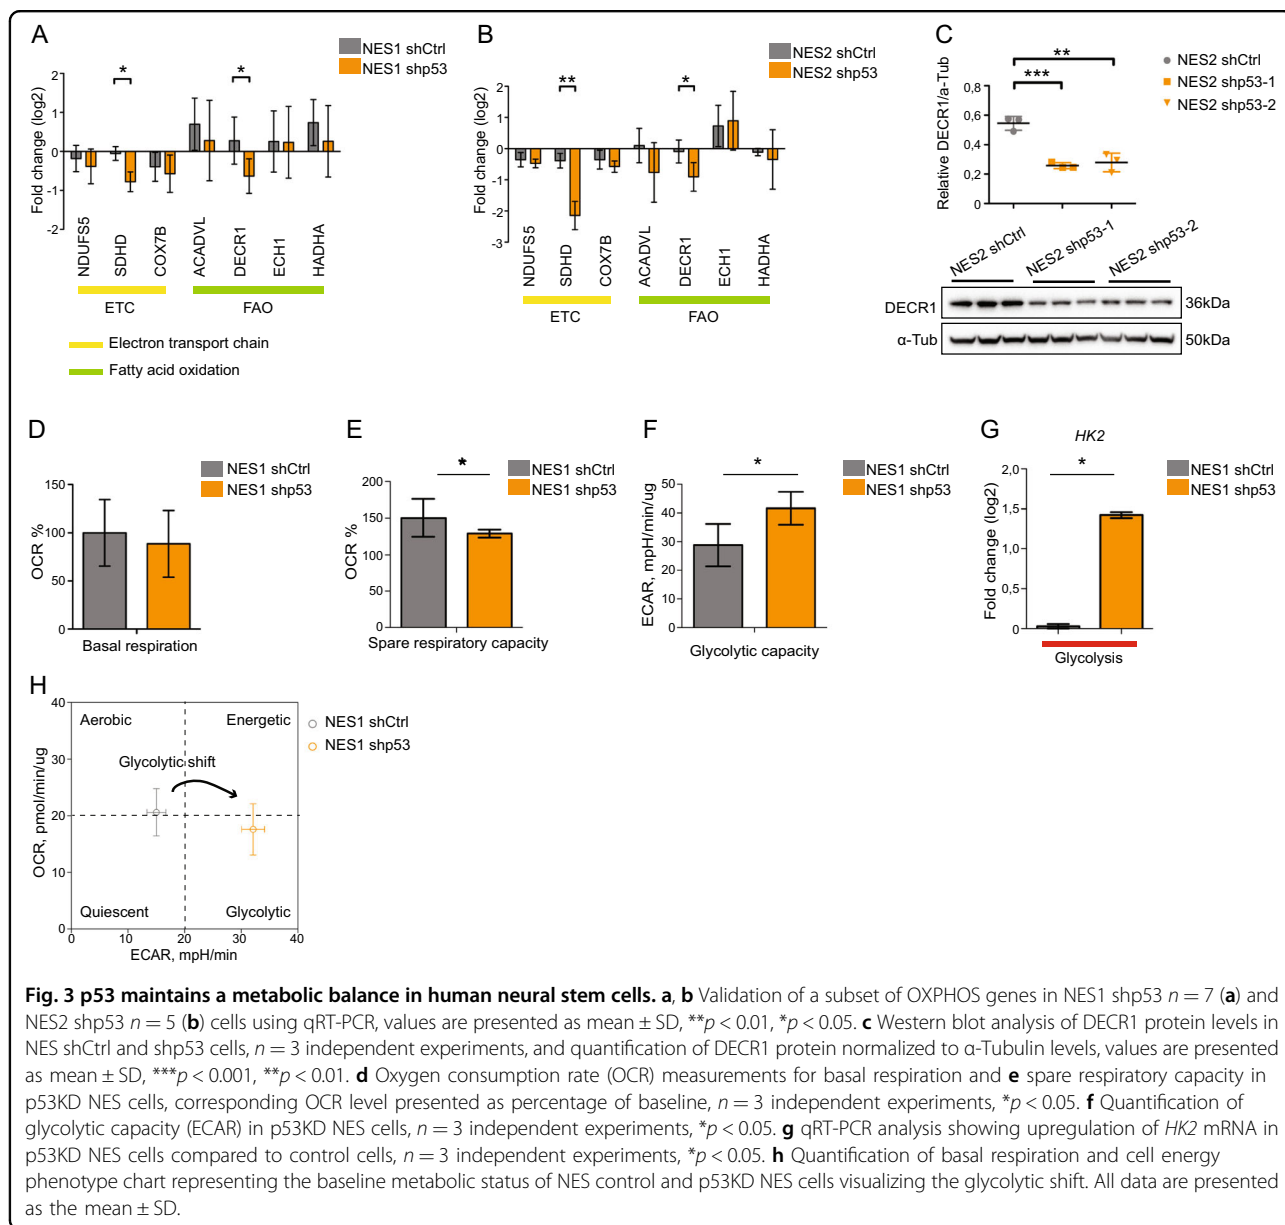 A
NES1 shCtrl
NES1 shp53
Fold change (log2)
2
1
0
-1
-2
*
*
NDUFS5
SDHD
COX7B
ACADVL
DECR1
ECH1
HADHA
ETC
FAO
Electron transport chain
Fatty acid oxidation
B
NES2 shCtrl
NES2 shp53
Fold change (log2)
2
1
0
-1
-2
-3
**
*
NDUFS5
SDHD
COX7B
ACADVL
DECR1
ECH1
HADHA
ETC
FAO
C
NES2 shCtrl
NES2 shp53-1
NES2 shp53-2
Relative DECR1/a-Tub
0,8
0,6
0,4
0,2
0
**
***
NES2 shCtrl
NES2 shp53-1
NES2 shp53-2
DECR1
36kDa
α-Tub
50kDa
D
NES1 shCtrl
NES1 shp53
OCR %
150
100
50
0
Basal respiration
E
NES1 shCtrl
NES1 shp53
OCR %
200
150
100
50
0
*
Spare respiratory capacity
F
NES1 shCtrl
NES1 shp53
ECAR, mpH/min/ug
50
40
30
20
10
0
*
Glycolytic capacity
G
HK2
NES1 shCtrl
NES1 shp53
Fold change (log2)
2,0
1,5
1,0
0,5
0
*
Glycolysis
H
NES1 shCtrl
NES1 shp53
OCR, pmol/min/ug
40
30
20
10
0
Aerobic
Energetic
Glycolytic shift
Quiescent
Glycolytic
0
10
20
30
40
ECAR, mpH/min
Fig. 3 p53 maintains a metabolic balance in human neural stem cells. a, b Validation of a subset of OXPHOS genes in NES1 shp53 n = 7 (a) and
NES2 shp53 n = 5 (b) cells using qRT-PCR, values are presented as mean ± SD, **p < 0.01, *p < 0.05. c Western blot analysis of DECR1 protein levels in
NES shCtrl and shp53 cells, n = 3 independent experiments, and quantification of DECR1 protein normalized to α-Tubulin levels, values are presented
as mean ± SD, ***p < 0.001, **p < 0.01. d Oxygen consumption rate (OCR) measurements for basal respiration and e spare respiratory capacity in
p53KD NES cells, corresponding OCR level presented as percentage of baseline, n = 3 independent experiments, *p < 0.05. f Quantification of
glycolytic capacity (ECAR) in p53KD NES cells, n = 3 independent experiments, *p < 0.05. g qRT-PCR analysis showing upregulation of HK2 mRNA in
p53KD NES cells compared to control cells, n = 3 independent experiments, *p < 0.05. h Quantification of basal respiration and cell energy
phenotype chart representing the baseline metabolic status of NES control and p53KD NES cells visualizing the glycolytic shift. All data are presented
as the mean ± SD.